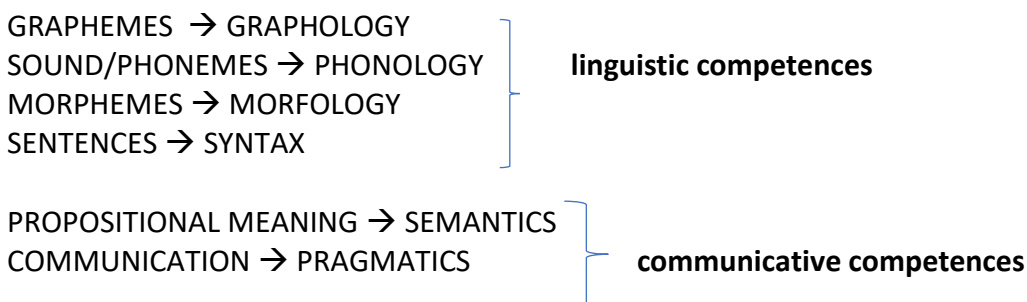 GRAPHEMES → GRAPHOLOGY
SOUND/PHONEMES → PHONOLOGY
linguistic competences
MORPHEMES → MORFOLOGY
SENTENCES → SYNTAX
PROPOSITIONAL MEANING → SEMANTICS
COMMUNICATION → PRAGMATICS
communicative competences